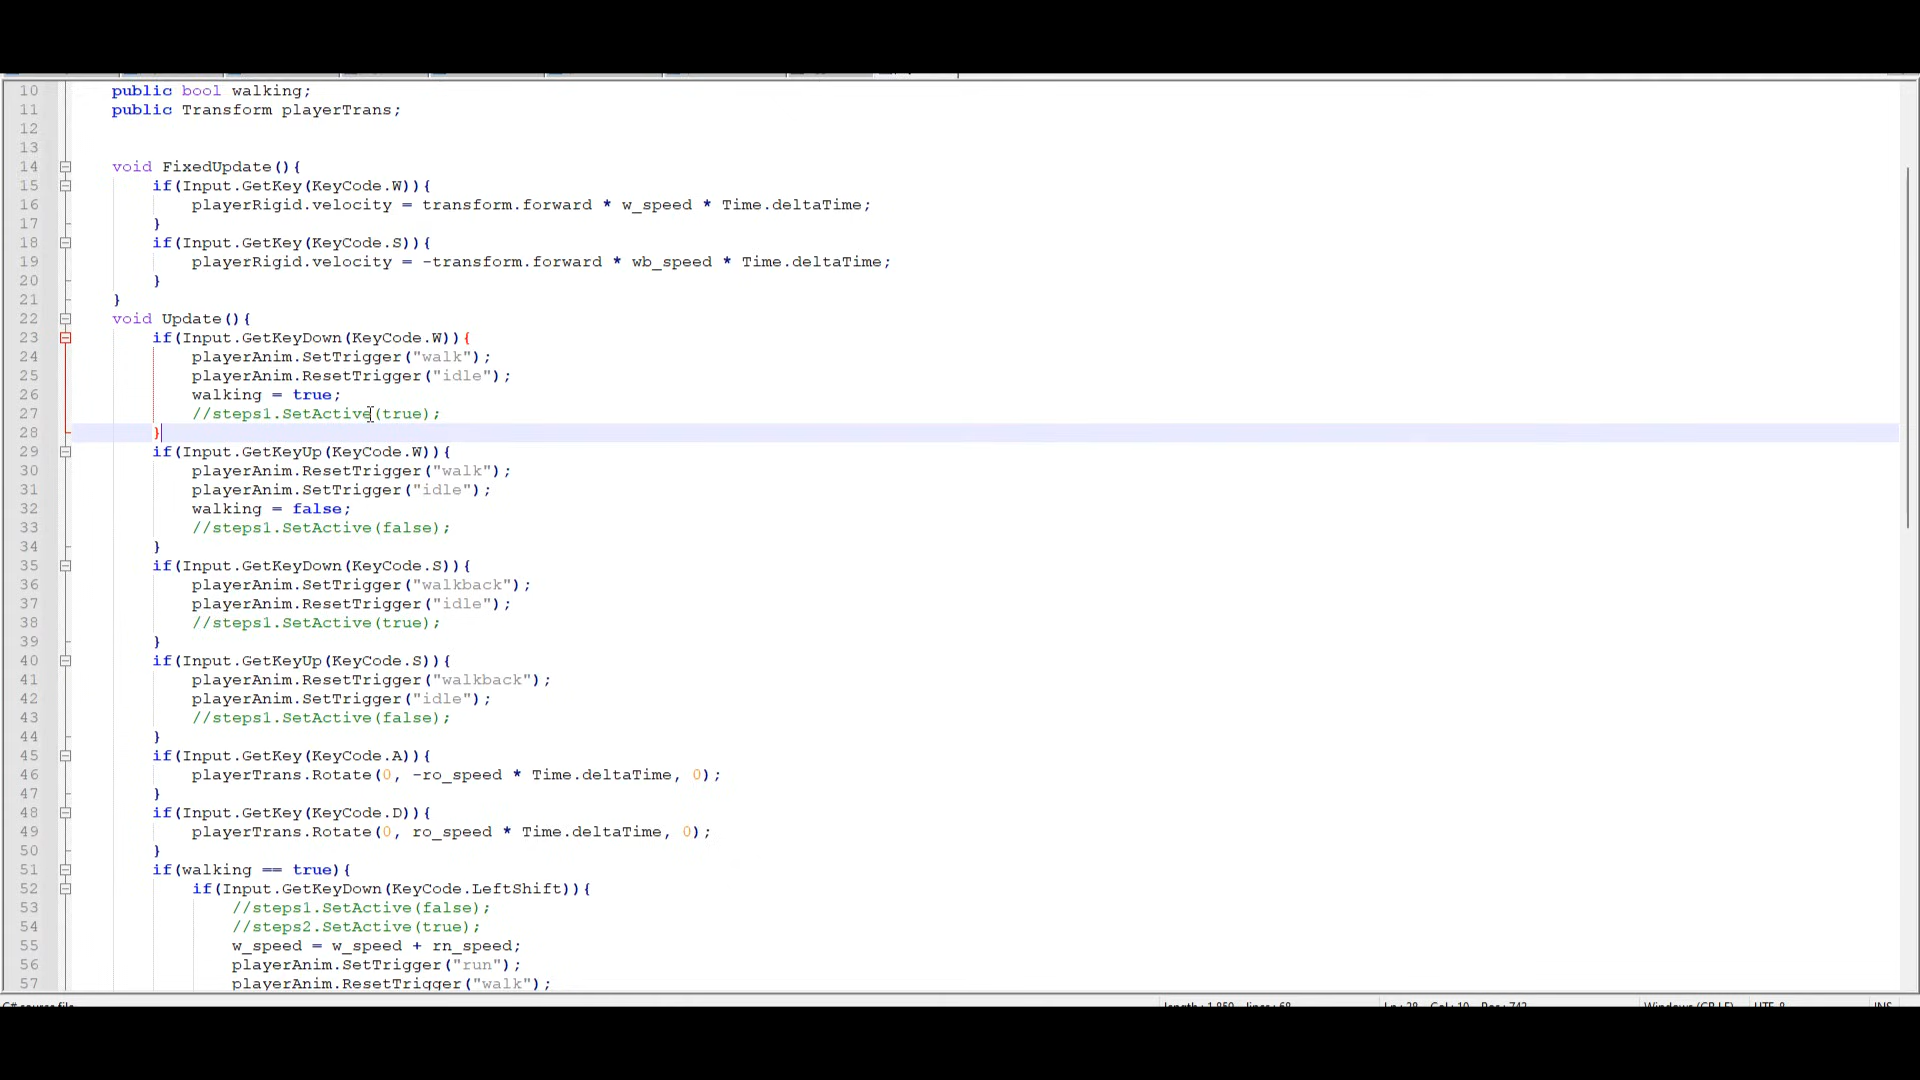 10 public bool walking;
11 public Transform playerTrans;
12
13
14 void FixedUpdate(){
15 if(Input.GetKey(KeyCode.W)){
16 playerRigid.velocity = transform.forward * w_speed * Time.deltaTime;
17 }
18 if(Input.GetKey(KeyCode.S)){
19 playerRigid.velocity = -transform.forward * wb_speed * Time.deltaTime;
20 }
21 }
22 void Update(){
23 if(Input.GetKeyDown(KeyCode.W)){
24 playerAnim.SetTrigger("walk");
25 playerAnim.ResetTrigger("idle");
26 walking = true;
27 //steps1.SetActive(true);
28 }
29 if(Input.GetKeyUp(KeyCode.W)){
30 playerAnim.ResetTrigger("walk");
31 playerAnim.SetTrigger("idle");
32 walking = false;
33 //steps1.SetActive(false);
34 }
35 if(Input.GetKeyDown(KeyCode.S)){
36 playerAnim.SetTrigger("walkback");
37 playerAnim.ResetTrigger("idle");
38 //steps1.SetActive(true);
39 }
40 if(Input.GetKeyUp(KeyCode.S)){
41 playerAnim.ResetTrigger("walkback");
42 playerAnim.SetTrigger("idle");
43 //steps1.SetActive(false);
44 }
45 if(Input.GetKey(KeyCode.A)){
46 playerTrans.Rotate(0, -ro_speed * Time.deltaTime, 0);
47 }
48 if(Input.GetKey(KeyCode.D)){
49 playerTrans.Rotate(0, ro_speed * Time.deltaTime, 0);
50 }
51 if(walking == true){
52 if(Input.GetKeyDown(KeyCode.LeftShift)){
53 //steps1.SetActive(false);
54 //steps2.SetActive(true);
55 w_speed = w_speed + rn_speed;
56 playerAnim.SetTrigger("run");
57 playerAnim.ResetTrigger("walk");